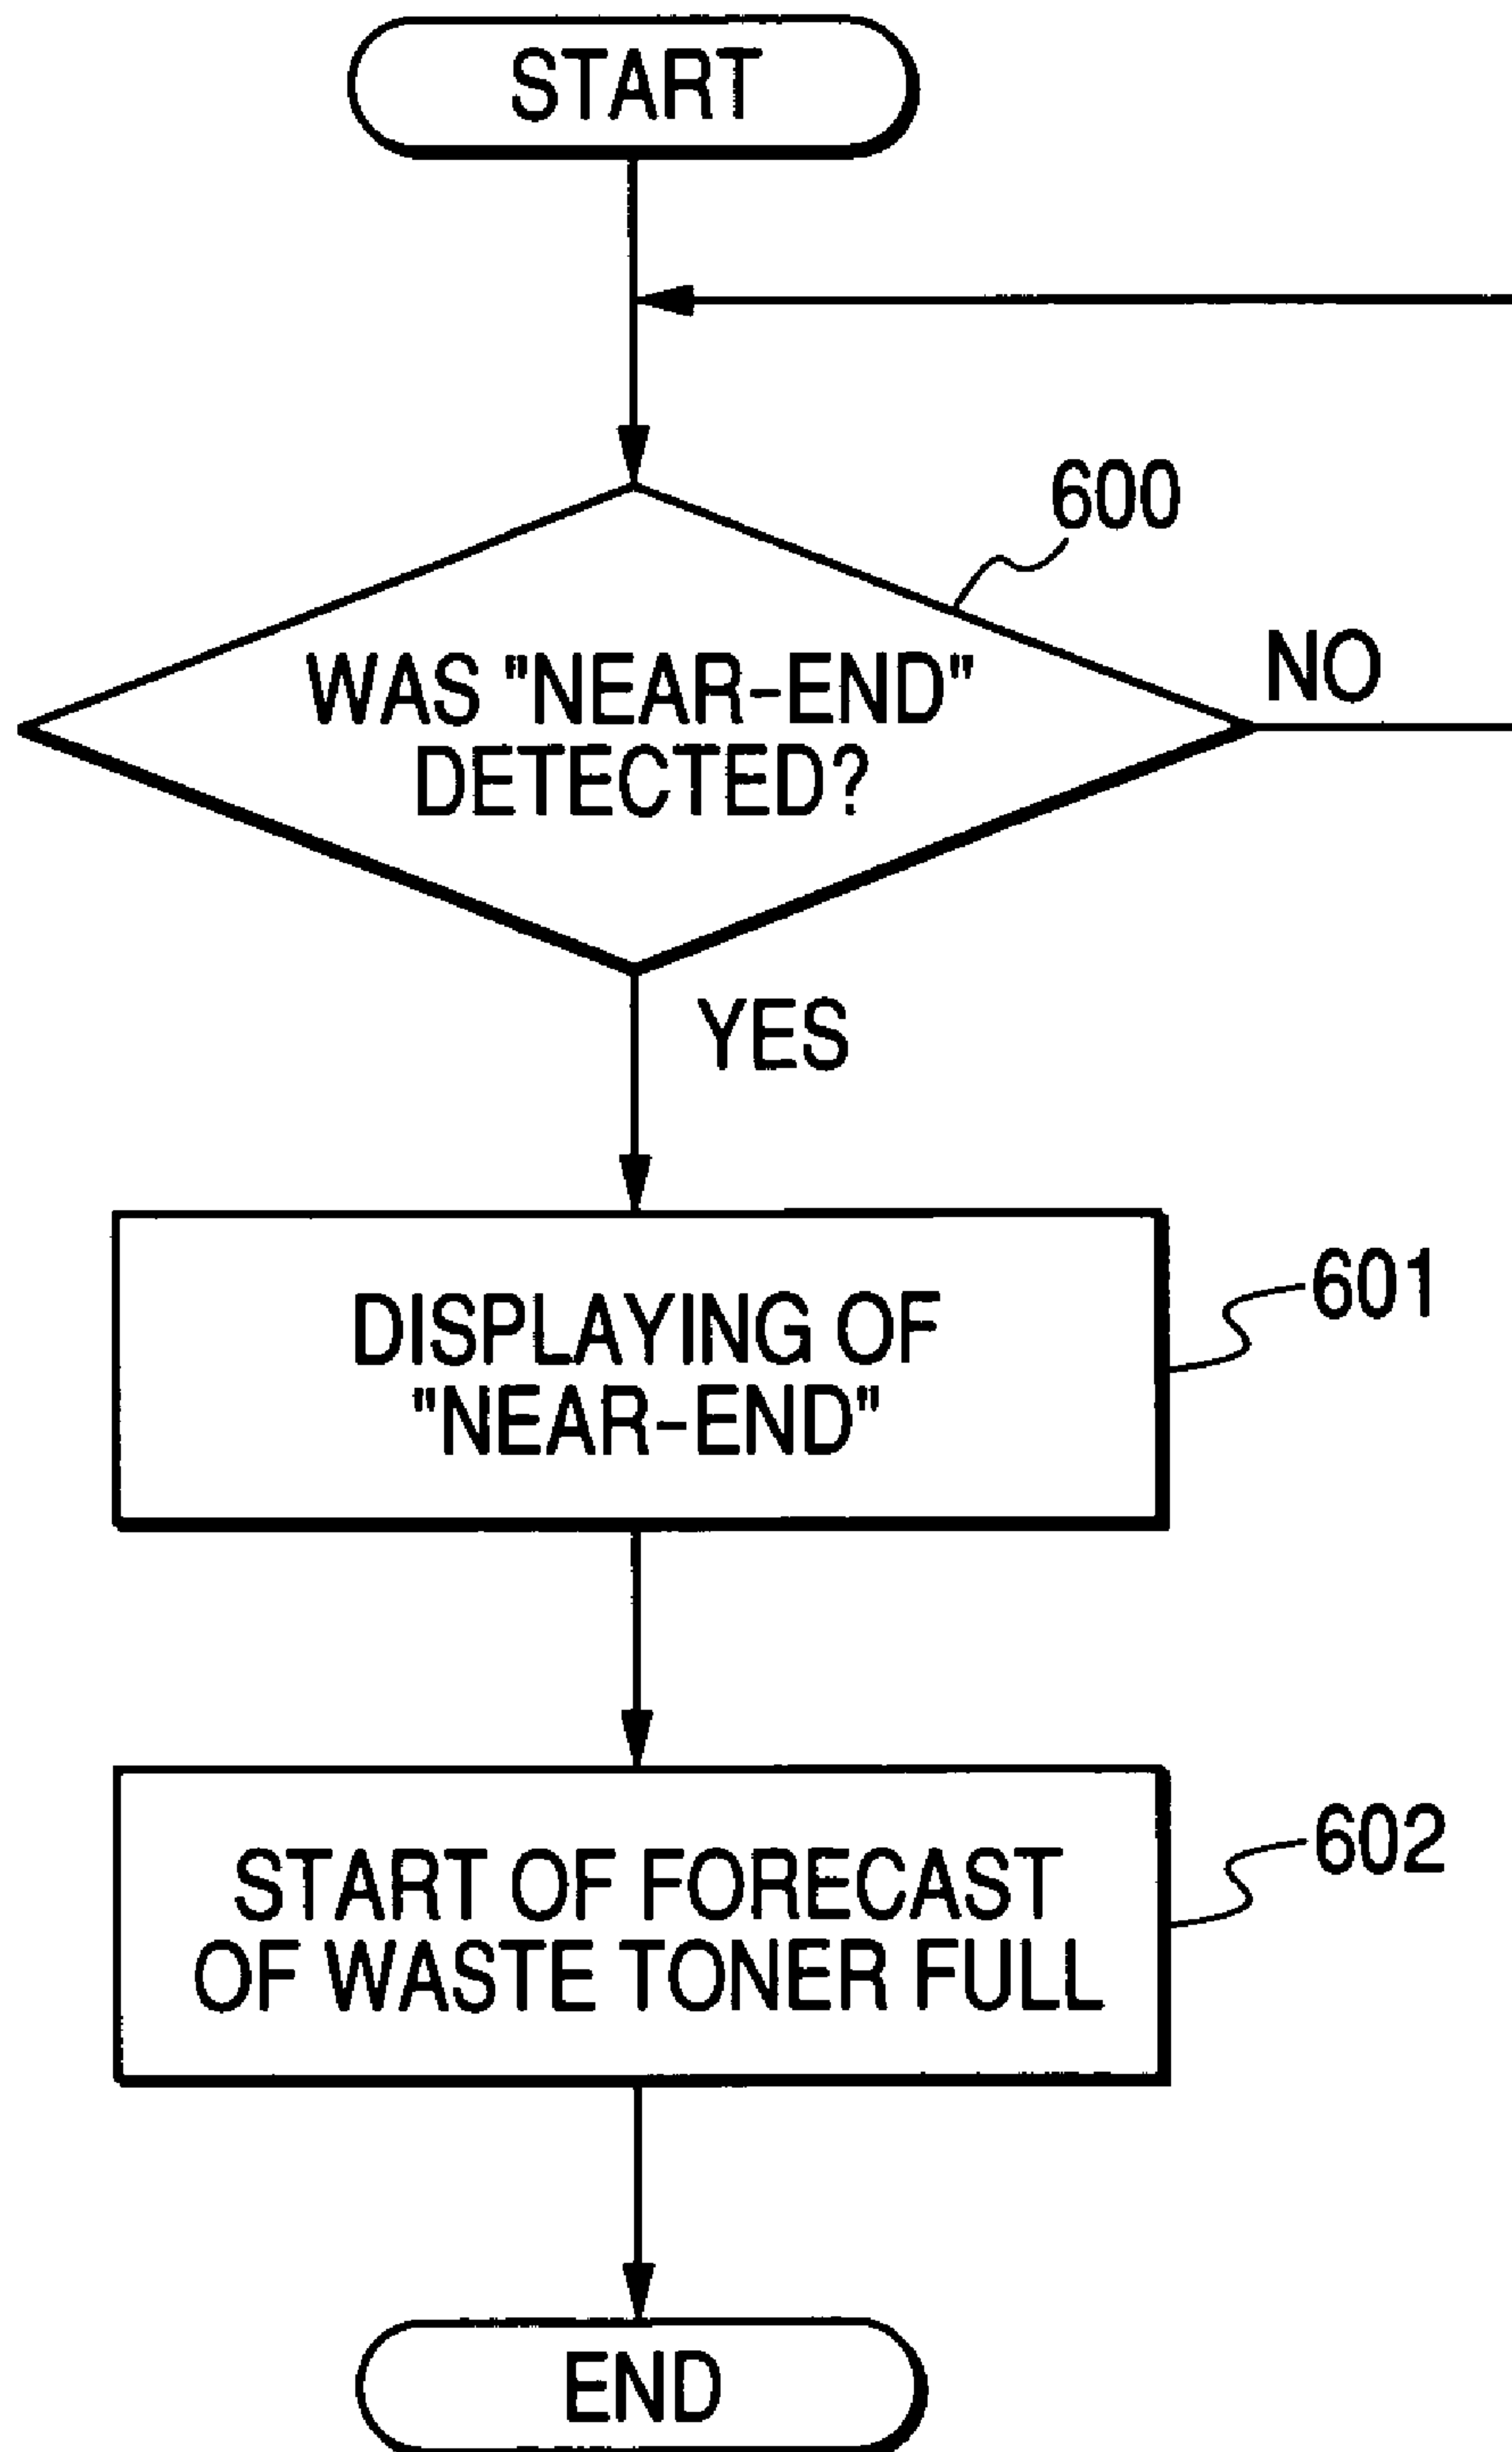 START
600
WAS "NEAR-END"
DETECTED?
NO
YES
DISPLAYING OF
"NEAR-END"
601
START OF FORECAST
OF WASTE TONER FULL
602
END